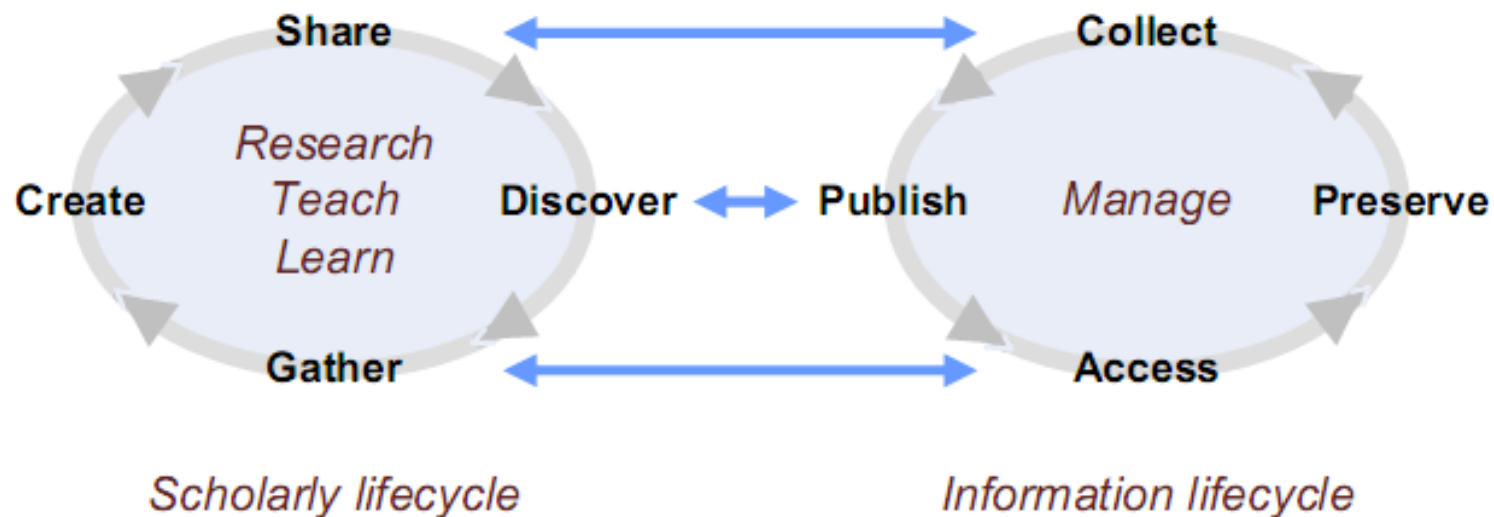 Share
Collect
Research
Create
Teach
Discover
Publish
Manage
Preserve
Learn
Gather
Access
Scholarly lifecycle
Information lifecycle